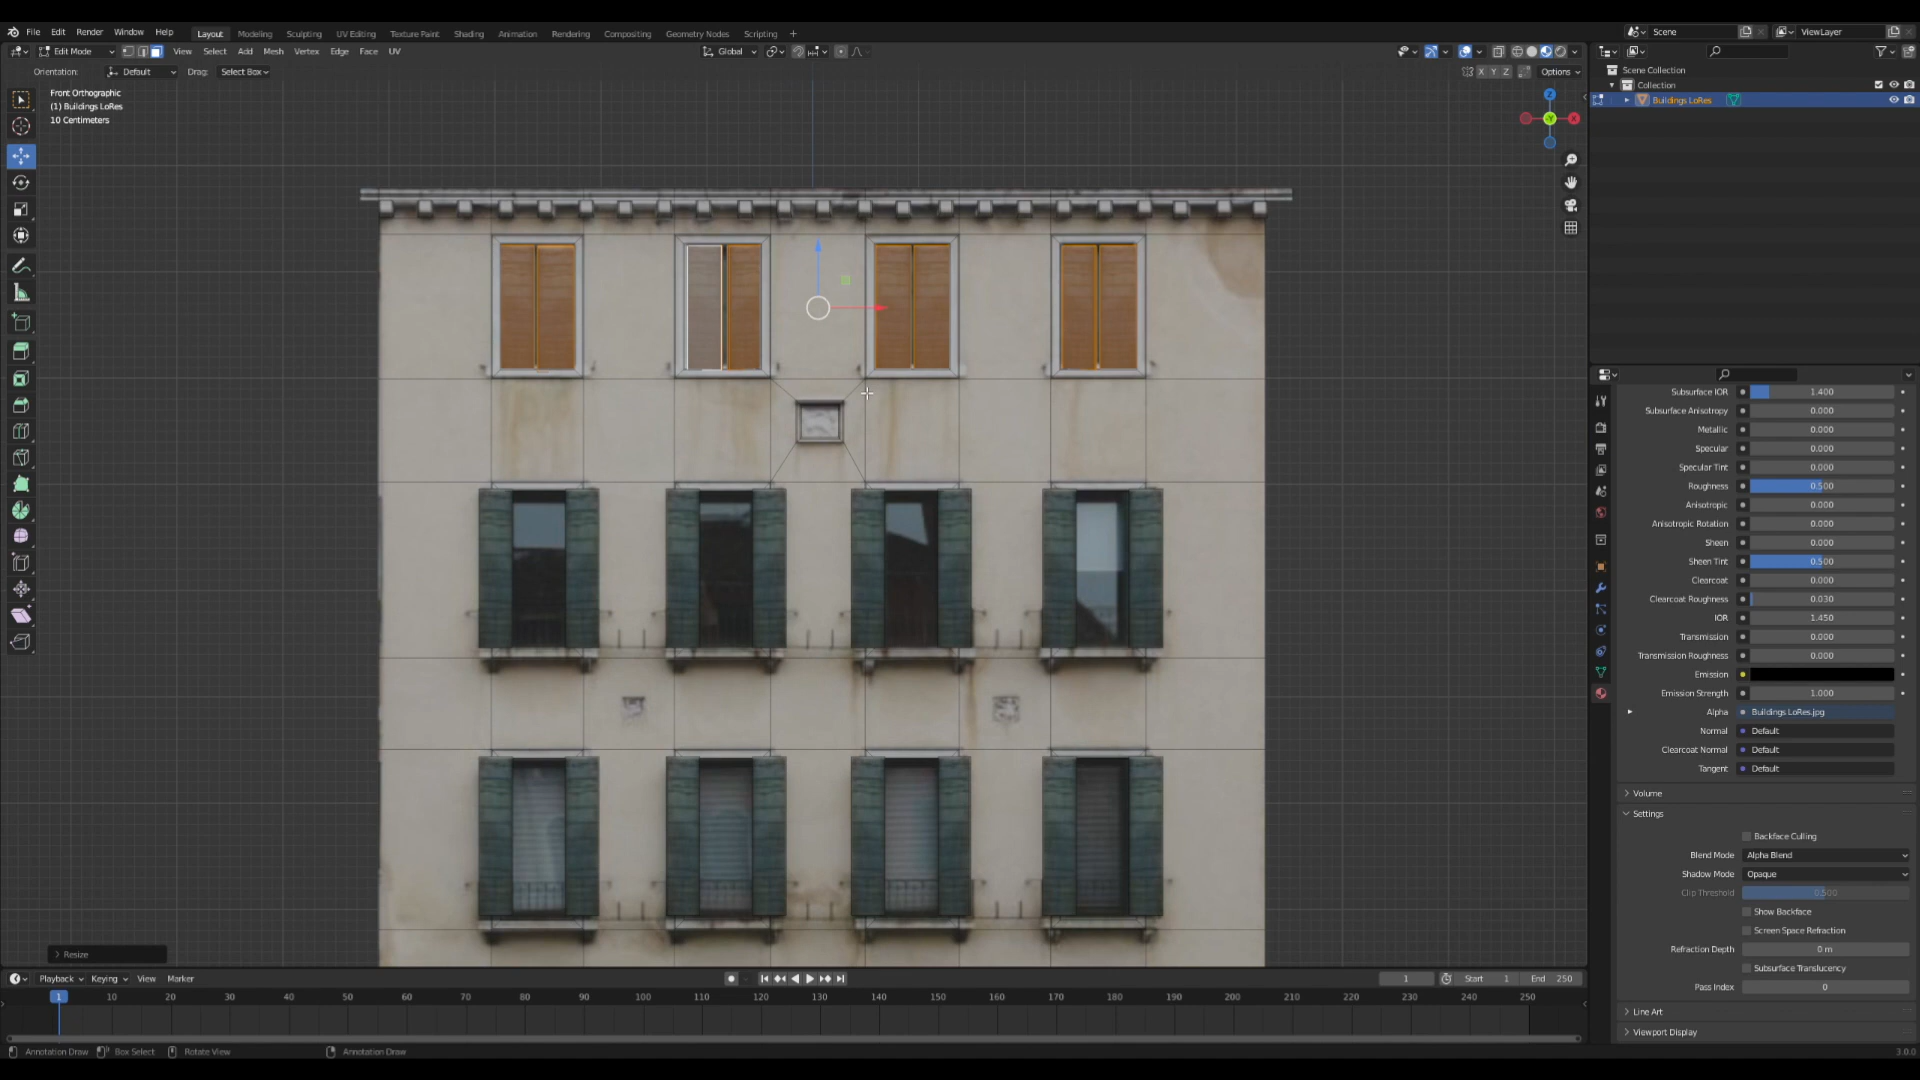 File Edit Render Window Help Layout Modeling Sculpting UV Editing Texture Paint Shading Animation Rendering Compositing Geometry Nodes Scripting + Scene ViewLayer
Edit Mode View Select Add Mesh Vertex Edge Face UV Global
Orientation: Default Drag: Select Box X Y Z Options
Front Orthographic
(1) Buildings LoRes
10 Centimeters
Z
-Y
X
Scene Collection
Collection
Buildings LoRes
Subsurface IOR 1.400
Subsurface Anisotropy 0.000
Metallic 0.000
Specular 0.000
Specular Tint 0.000
Roughness 0.500
Anisotropic 0.000
Anisotropic Rotation 0.000
Sheen 0.000
Sheen Tint 0.500
Clearcoat 0.000
Clearcoat Roughness 0.030
IOR 1.450
Transmission 0.000
Transmission Roughness 0.000
Emission
Emission Strength 1.000
Alpha Buildings LoRes.jpg
Normal Default
Clearcoat Normal Default
Tangent Default
Volume
Settings
Backface Culling
Blend Mode Alpha Blend
Shadow Mode Opaque
Clip Threshold 0.500
Show Backface
Screen Space Refraction
Refraction Depth 0 m
Subsurface Translucency
Pass Index 0
Line Art
Viewport Display
Resize
Playback Keying View Marker 1 Start 1 End 250
1 10 20 30 40 50 60 70 80 90 100 110 120 130 140 150 160 170 180 190 200 210 220 230 240 250
Annotation Draw Box Select Rotate View Annotation Draw 3.0.0